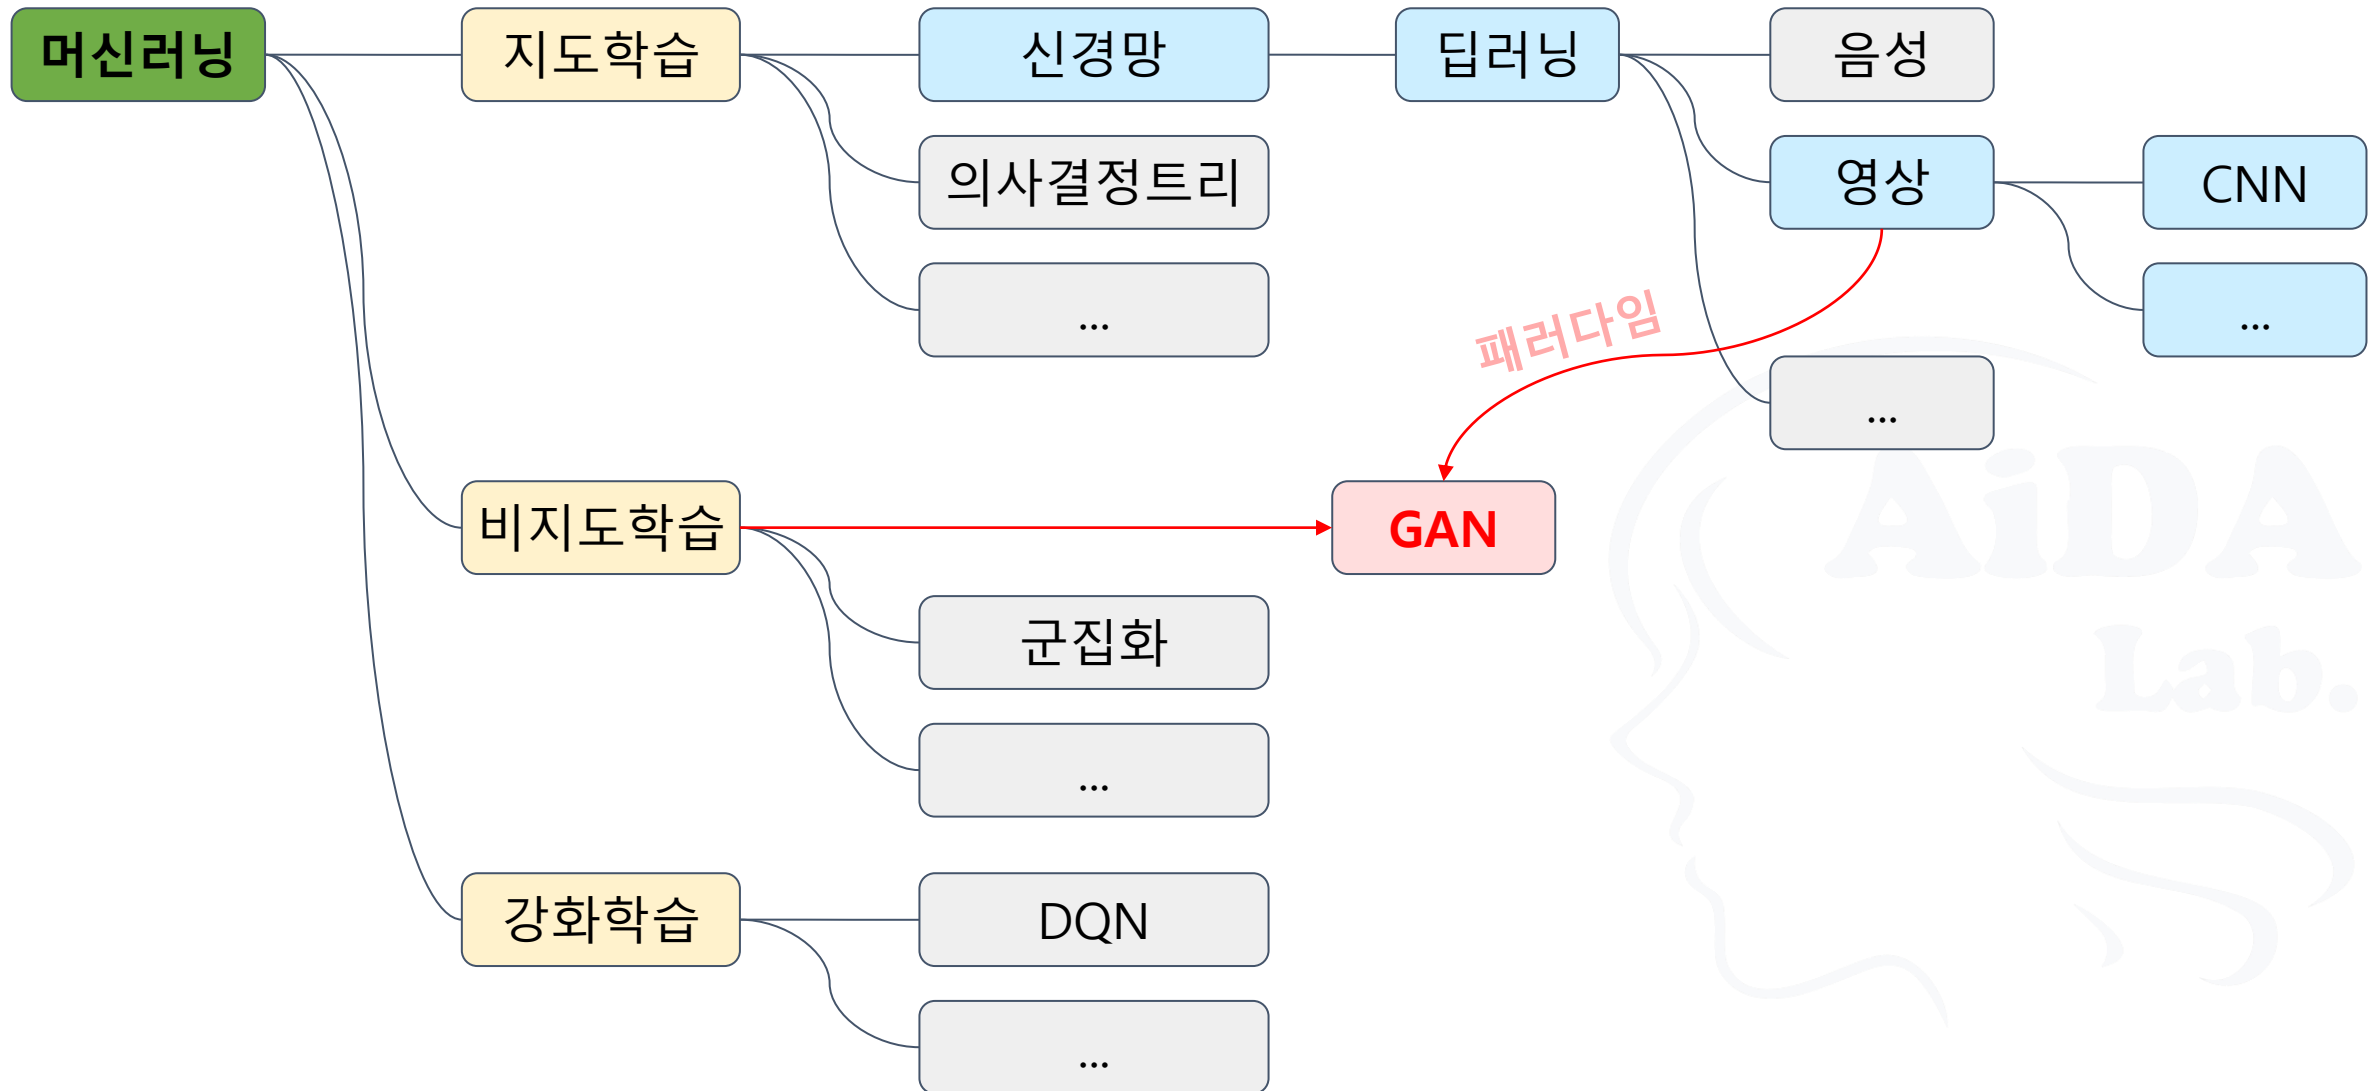 머신러닝
지도학습
신경망
딥러닝
음성
의사결정트리
영상
CNN
...
...
패러다임
...
비지도학습
GAN
군집화
...
강화학습
DQN
...
AiDA
Lab.